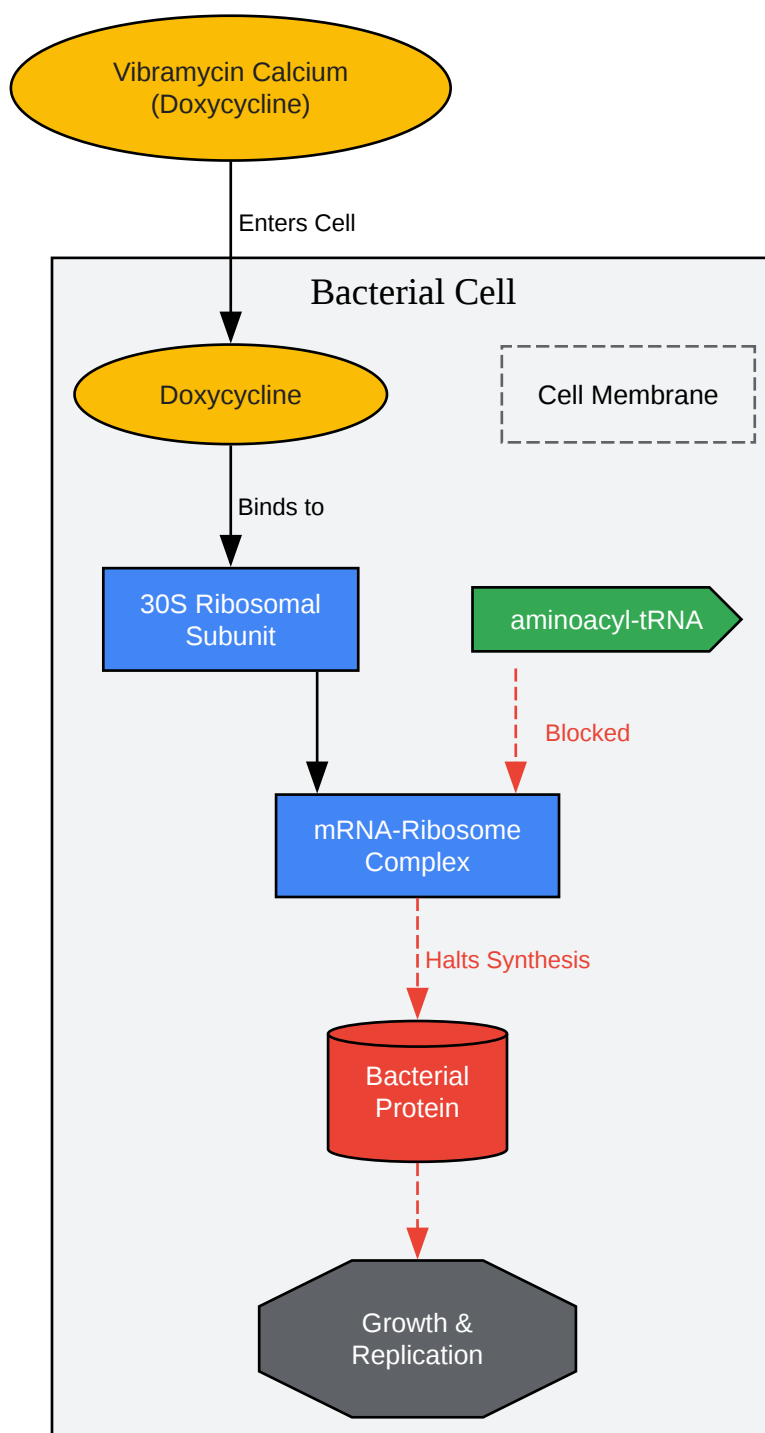 Vibramycin Calcium
(Doxycycline)
Enters Cell
Bacterial Cell
Doxycycline
Cell Membrane
Binds to
30S Ribosomal
Subunit
aminoacyl-tRNA
Blocked
mRNA-Ribosome
Complex
Halts Synthesis
Bacterial
Protein
Growth &
Replication